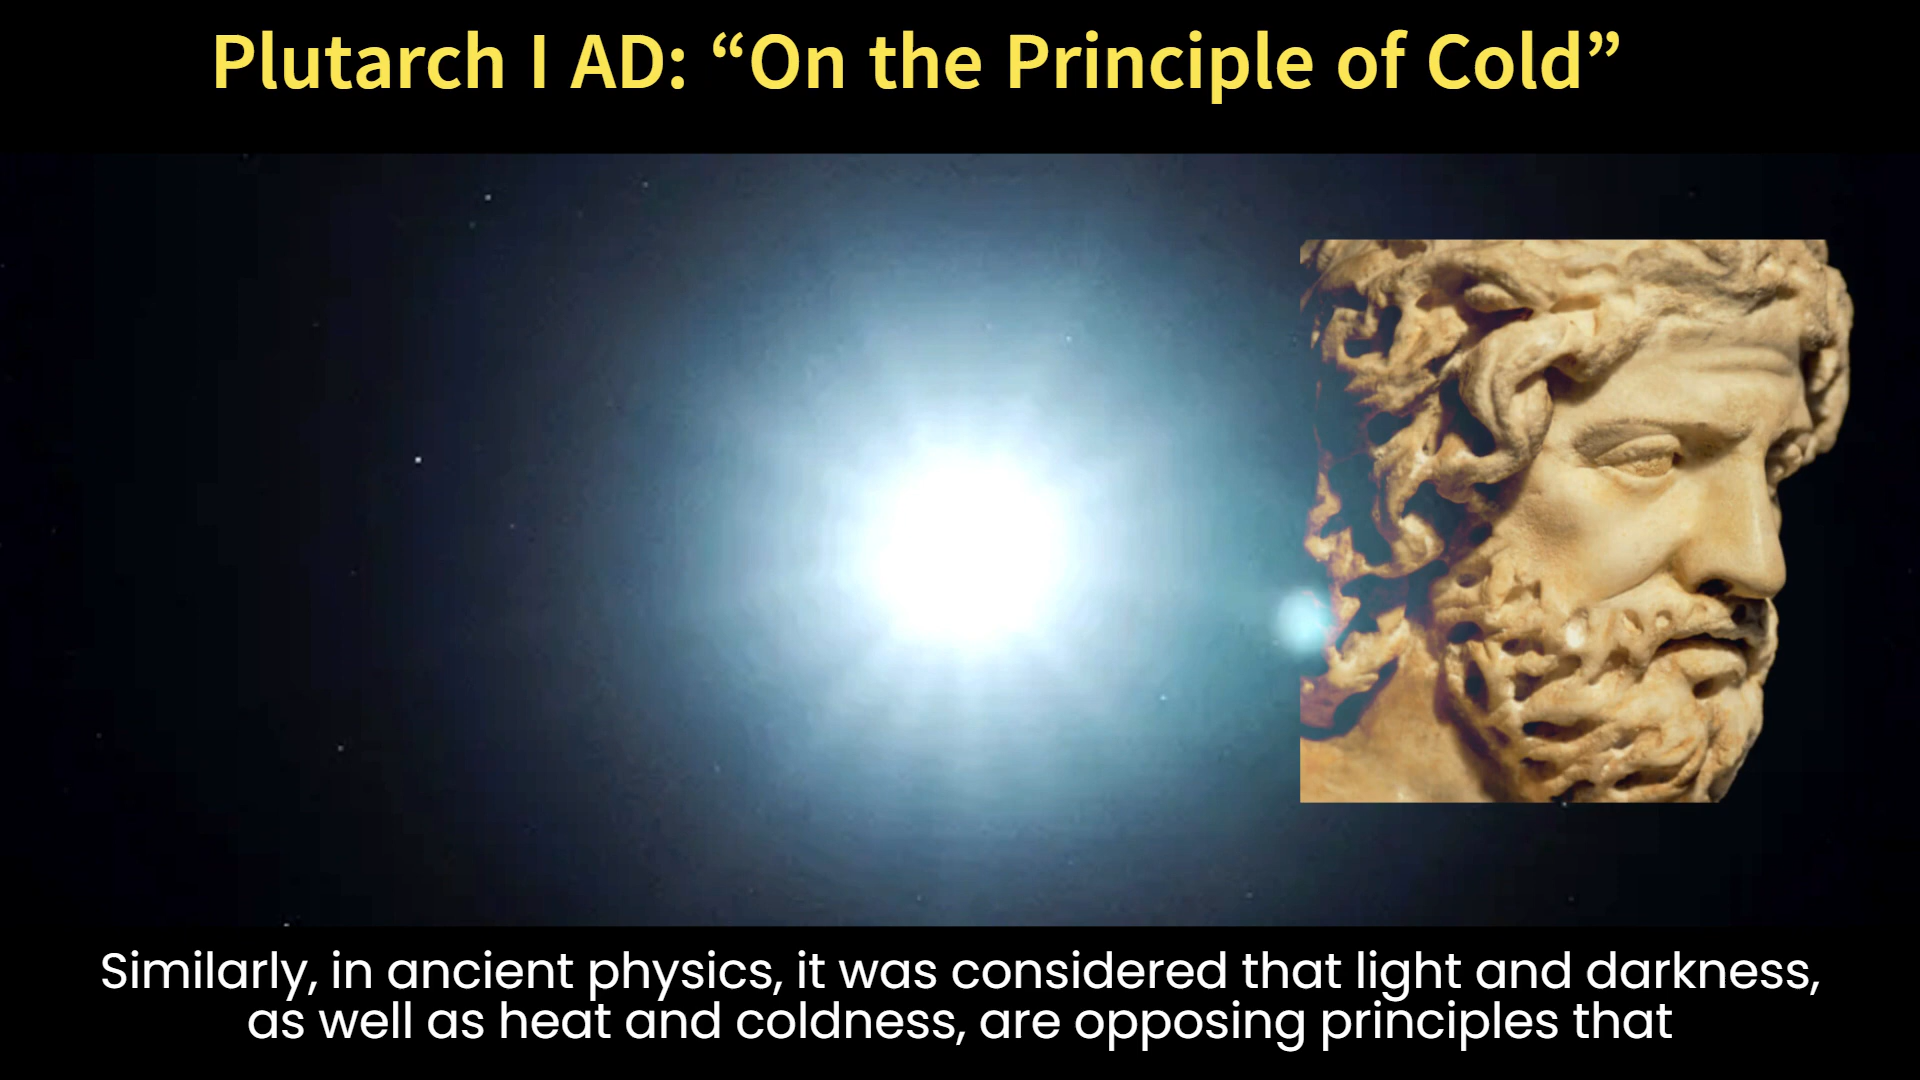 Plutarch I AD: “On the Principle of Cold”
Similarly, in ancient physics, it was considered that light and darkness,
as well as heat and coldness, are opposing principles that